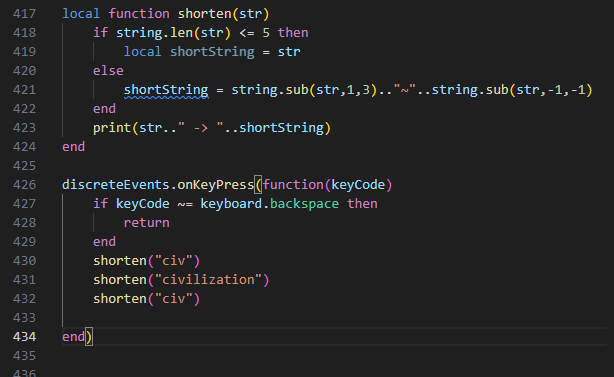 417 local function shorten(str)
418     if string.len(str) <= 5 then
419         local shortString = str
420     else
421         shortString = string.sub(str,1,3).."~"..string.sub(str,-1,-1)
422     end
423     print(str.." -> "..shortString)
424 end
425
426 discreteEvents.onKeyPress(function(keyCode)
427     if keyCode ~= keyboard.backspace then
428         return
429     end
430     shorten("civ")
431     shorten("civilization")
432     shorten("civ")
433
434 end)
435
436